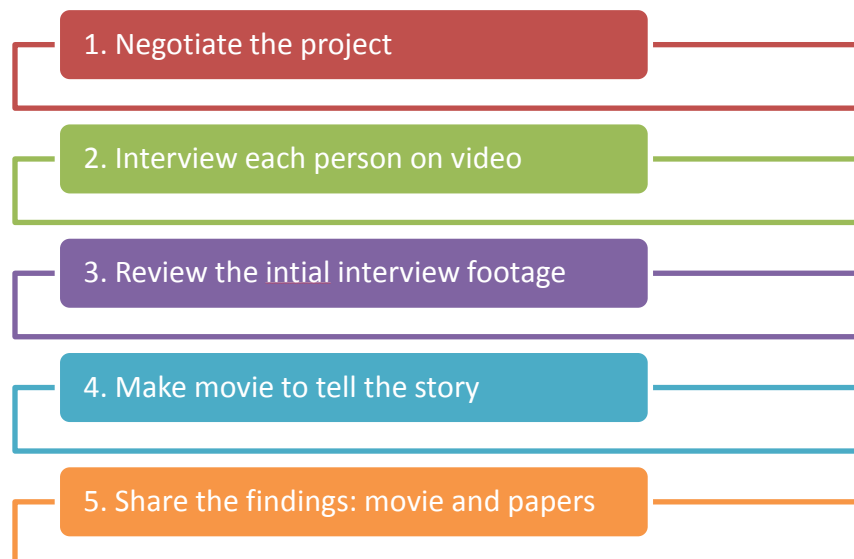 1. Negotiate the project
2. Interview each person on video
3. Review the intial interview footage
4. Make movie to tell the story
5. Share the findings: movie and papers